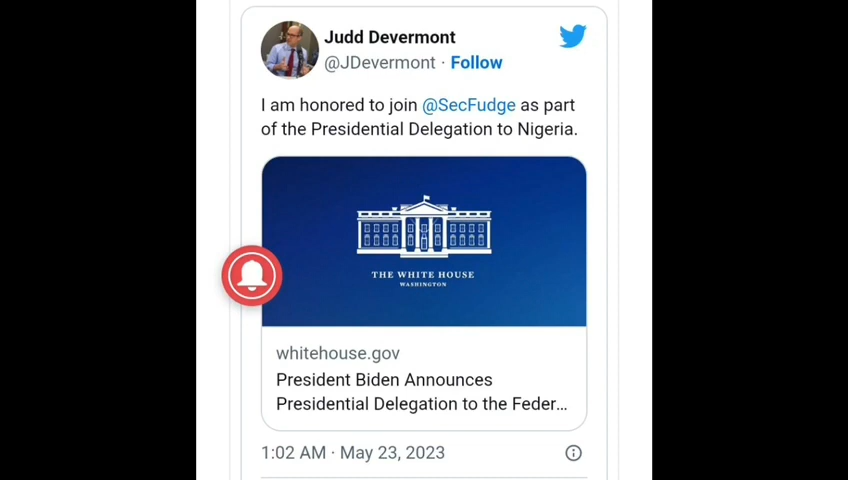 Judd Devermont
@JDevermont · Follow
I am honored to join @SecFudge as part
of the Presidential Delegation to Nigeria.
THE WHITE HOUSE
WASHINGTON
whitehouse.gov
President Biden Announces
Presidential Delegation to the Feder...
1:02 AM · May 23, 2023